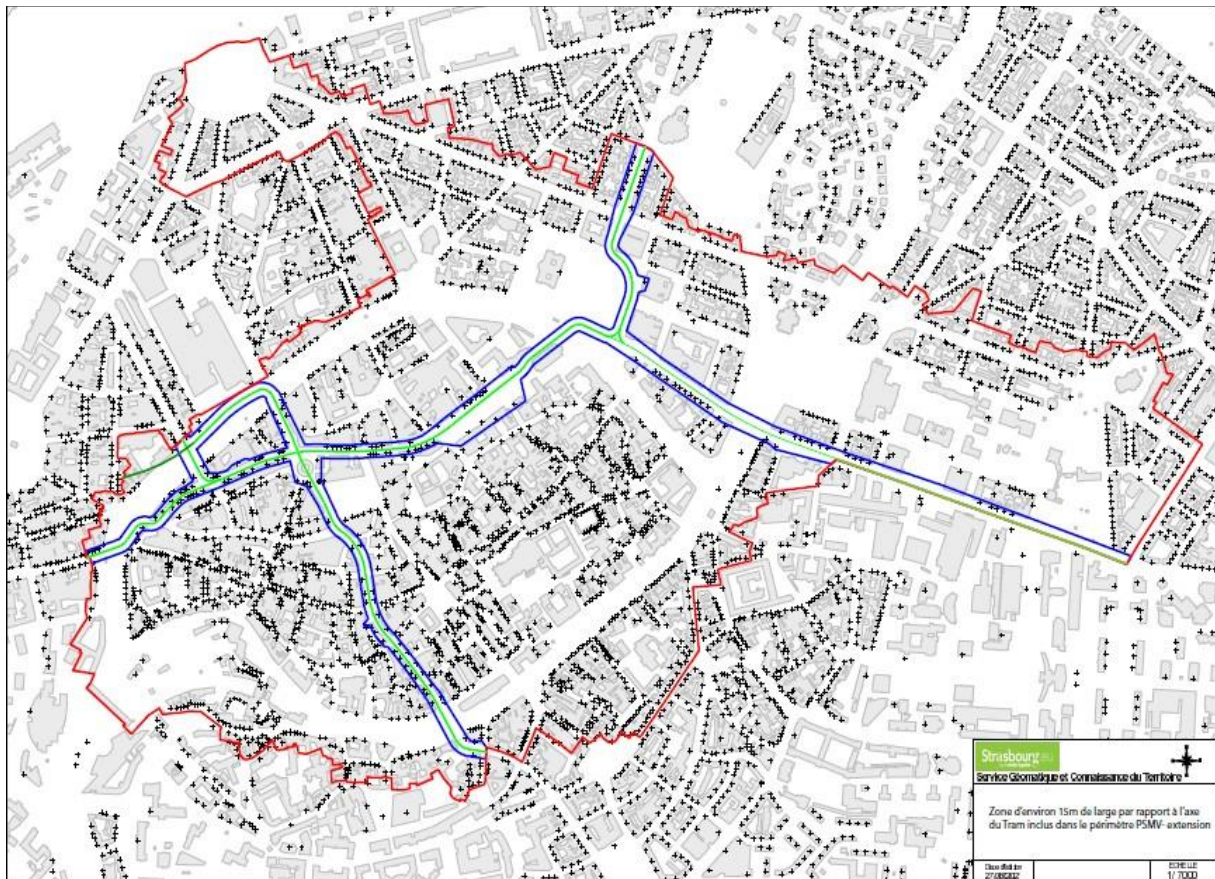 Strasbourg.eu
Service Géomatique et Connaissance du Territoire
Zone d'environ 15m de large par rapport à l'axe
du Tram inclus dans le périmètre PSMV- extension
ECHELLE
1/ 7000